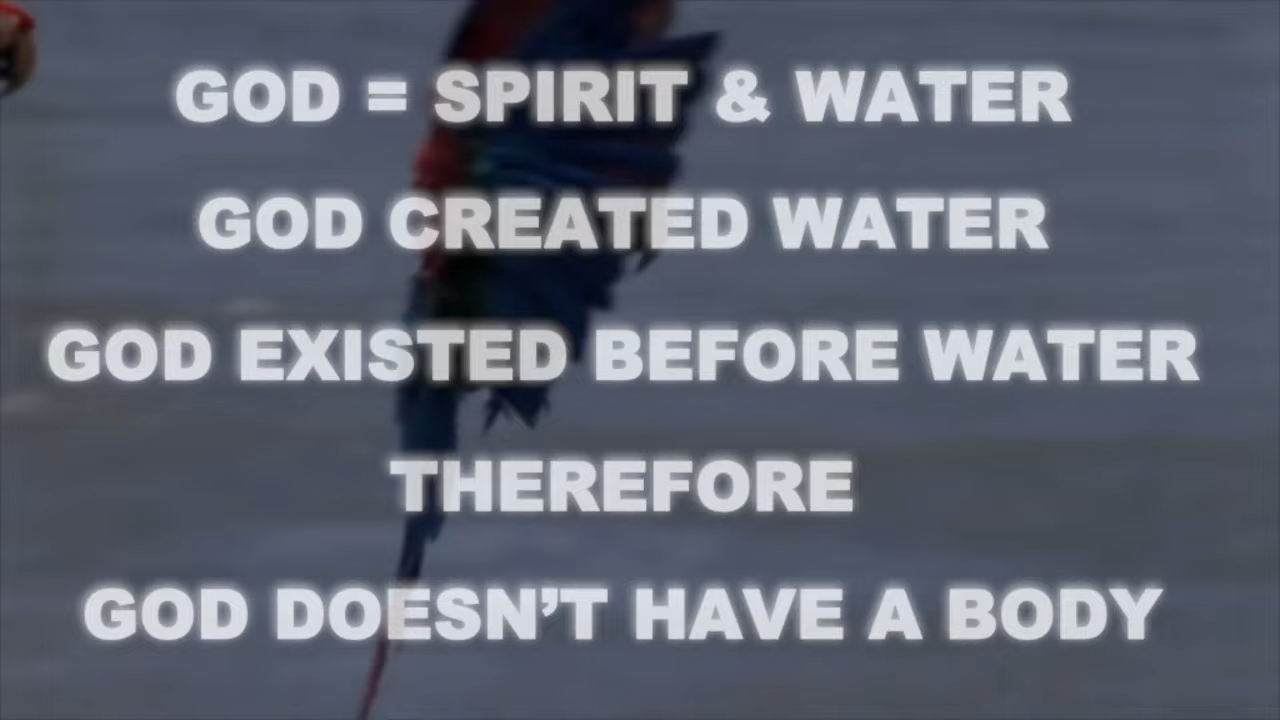 GOD = SPIRIT & WATER
GOD CREATED WATER
GOD EXISTED BEFORE WATER
THEREFORE
GOD DOESN'T HAVE A BODY